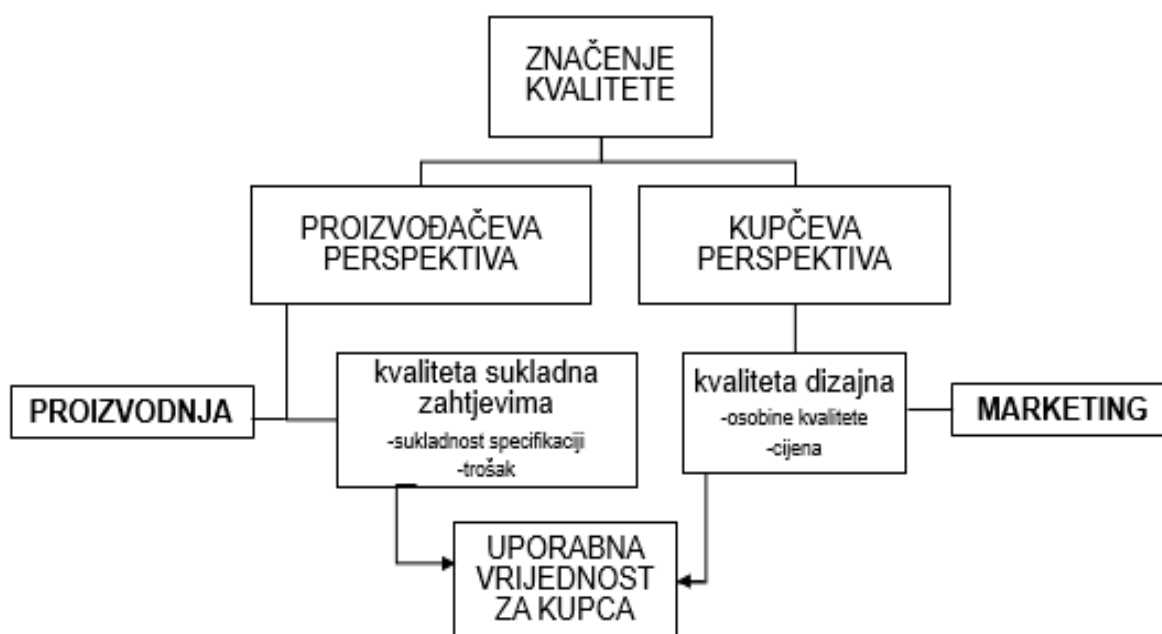 ZNAČENJE
KVALITETE
PROIZVOĐAČEVA
PERSPEKTIVA
KUPČEVA
PERSPEKTIVA
PROIZVODNJA
kvaliteta sukladna
zahtjevima
-sukladnost specifikaciji
-trošak
kvaliteta dizajna
-osobine kvalitete
-cijena
MARKETING
UPORABNA
VRIJEDNOST
ZA KUPCA